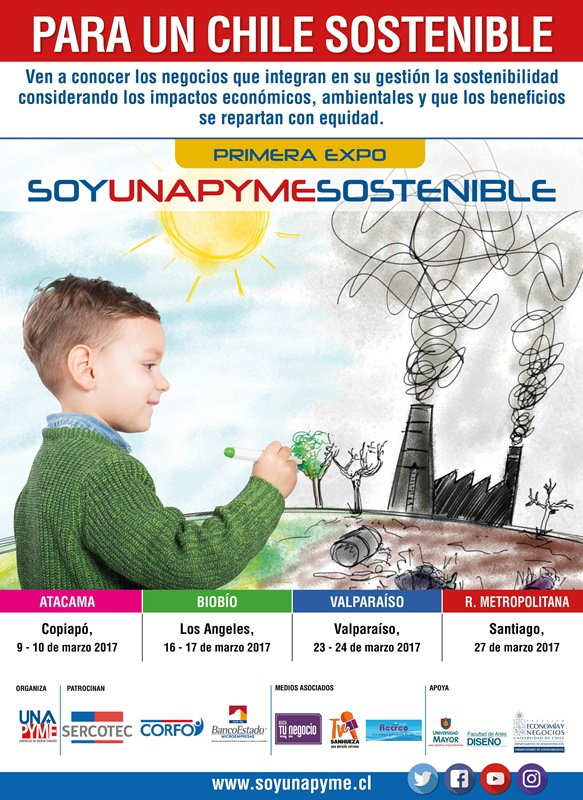 PARA UN CHILE SOSTENIBLE
Ven a conocer los negocios que integran en su gestión la sostenibilidad
considerando los impactos económicos, ambientales y que los beneficios
se repartan con equidad.
PRIMERA EXPO
SOYUNAPYMESOSTENIBLE
ATACAMA
Copiapó,
9 - 10 de marzo 2017
BIOBÍO
Los Angeles,
16 - 17 de marzo 2017
VALPARAÍSO
Valparaíso,
23 - 24 de marzo 2017
R. METROPOLITANA
Santiago,
27 de marzo 2017
ORGANIZA
UNA
PYME
PATROCINAN
SERCOTEC
CORFO
BancoEstado
MICROEMPRESAS
MEDIOS ASOCIADOS
tu negocio
TV
SANHUEZA
Recreo
APOYA
UNIVERSIDAD
MAYOR
Facultad de Artes
DISEÑO
ECONOMÍA Y
NEGOCIOS
UNIVERSIDAD DE CHILE
www.soyunapyme.cl